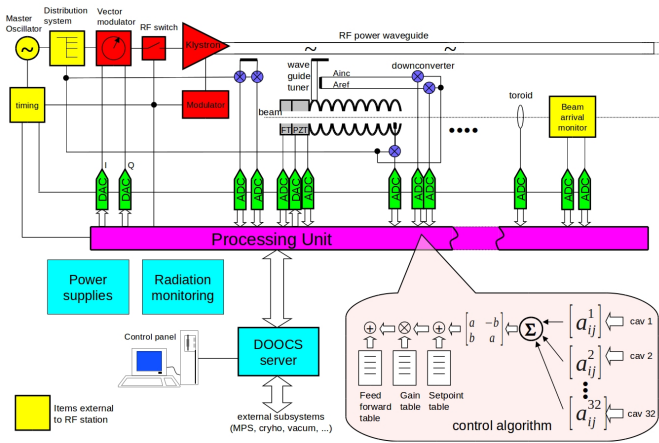 Master
Oscillator
Distribution
system
Vector
modulator
RF switch
Klystron
RF power waveguide
~
~
~
wave
guide
tuner
Ainc
Aref
downconverter
timing
Modulator
beam
FT
PZT
toroid
Beam
arrival
monitor
I
Q
DAC
DAC
ADC
ADC
ADC
DAC
ADC
ADC
ADC
ADC
ADC
ADC
ADC
Processing Unit
Power
supplies
Radiation
monitoring
Control panel
DOOCS
server
external subsystems
(MPS, cryho, vacum, ...)
Items external
to RF station
+ × + [a −b
b a] Σ
[a¹ij] cav 1
[a²ij] cav 2
[a³²ij] cav 32
Feed
forward
table
Gain
table
Setpoint
table
control algorithm